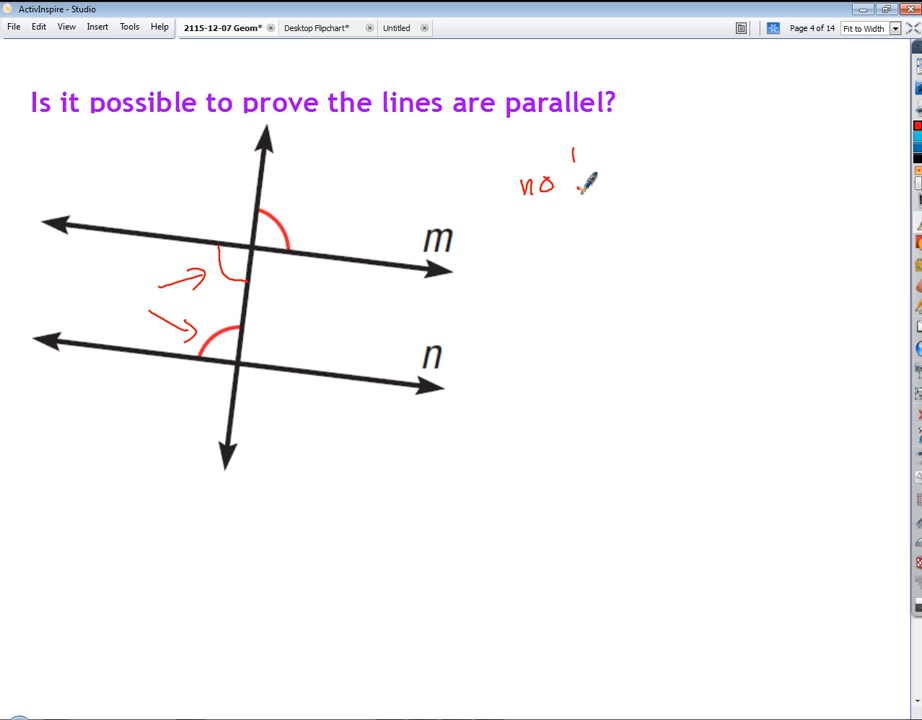 ActivInspire - Studio
File Edit View Insert Tools Help 2115-12-07 Geom* Desktop Flipchart* Untitled Page 4 of 14 Fit to Width
Is it possible to prove the lines are parallel?
no
m
n